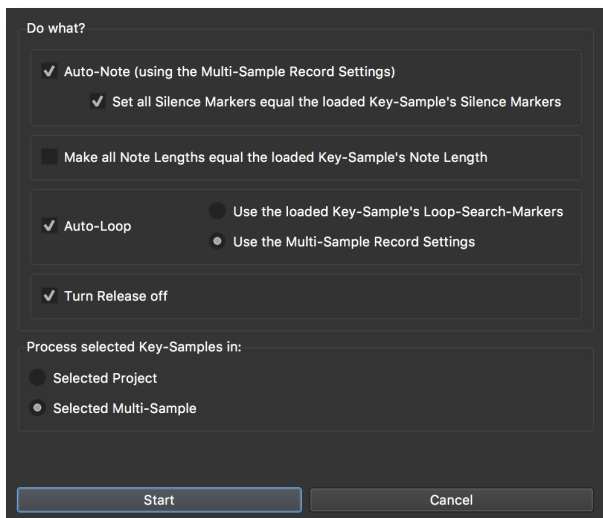 Do what?
Auto-Note (using the Multi-Sample Record Settings)
Set all Silence Markers equal the loaded Key-Sample's Silence Markers
Make all Note Lengths equal the loaded Key-Sample's Note Length
Auto-Loop
Use the loaded Key-Sample's Loop-Search-Markers
Use the Multi-Sample Record Settings
Turn Release off
Process selected Key-Samples in:
Selected Project
Selected Multi-Sample
Start Cancel